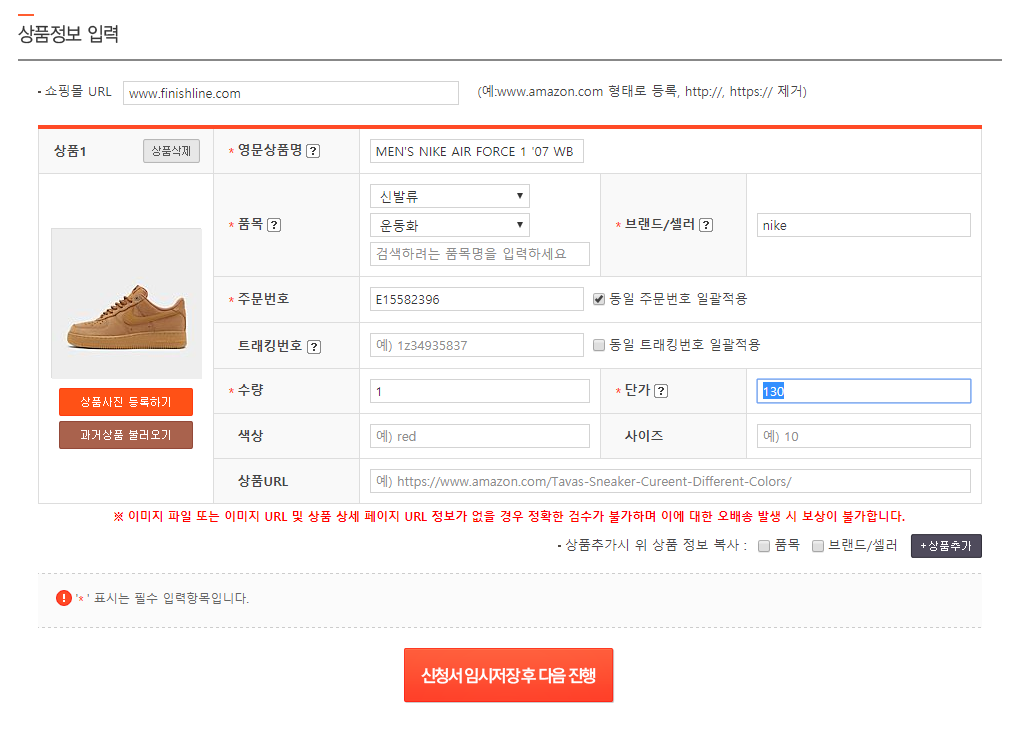 상품정보 입력
- 쇼핑몰 URL www.finishline.com (예:www.amazon.com 형태로 등록, http://, https:// 제거)
상품1 상품삭제 * 영문상품명 ? MEN'S NIKE AIR FORCE 1 '07 WB
* 품목 ? 신발류 ▼
운동화 ▼
검색하려는 품목명을 입력하세요
* 브랜드/셀러 ? nike
* 주문번호 E15582396 동일 주문번호 일괄적용
트래킹번호 ? 예) 1z34935837 동일 트래킹번호 일괄적용
* 수량 1 * 단가 ? 130
색상 예) red 사이즈 예) 10
상품URL 예) https://www.amazon.com/Tavas-Sneaker-Cureent-Different-Colors/
상품사진 등록하기
과거상품 불러오기
※ 이미지 파일 또는 이미지 URL 및 상품 상세 페이지 URL 정보가 없을 경우 정확한 검수가 불가하며 이에 대한 오배송 발생 시 보상이 불가합니다.
- 상품추가시 위 상품 정보 복사 : 품목 브랜드/셀러 +상품추가
! '*' 표시는 필수 입력항목입니다.
신청서 임시저장 후 다음 진행